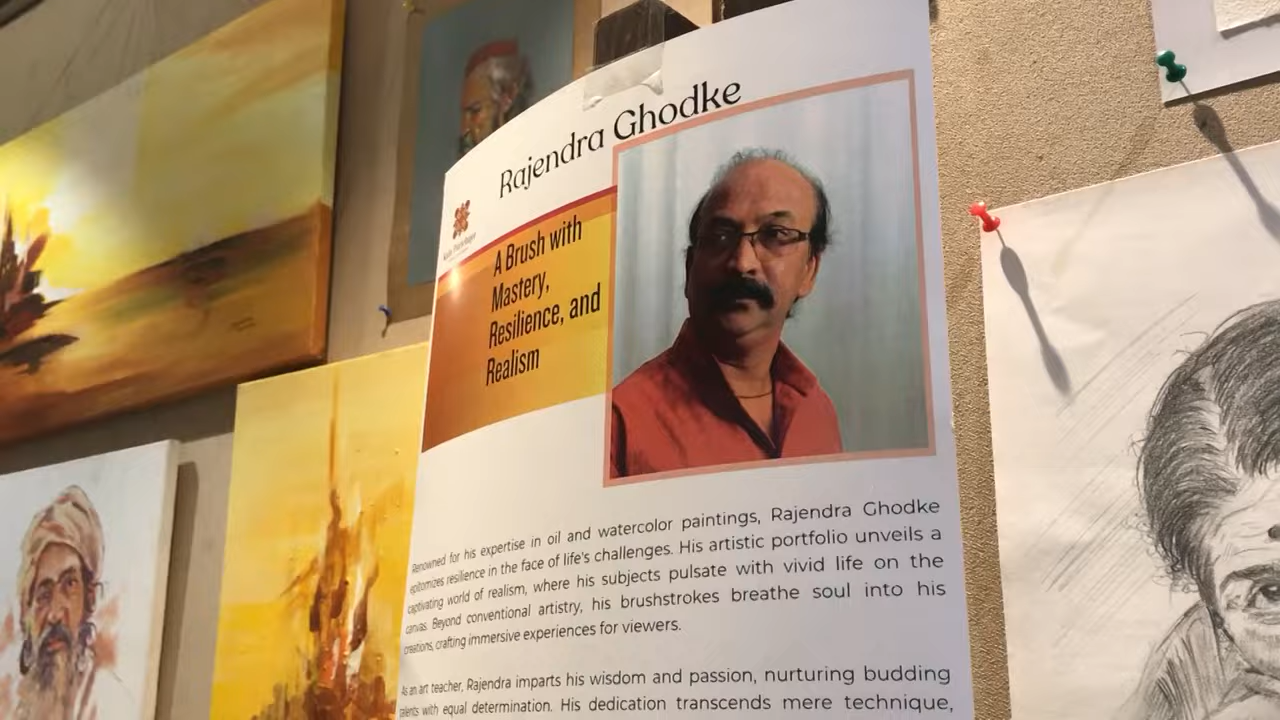 Rajendra Ghodke
A Brush with
Mastery,
Resilience, and
Realism
Renowned for his expertise in oil and watercolor paintings, Rajendra Ghodke
epitomizes resilience in the face of life's challenges. His artistic portfolio unveils a
captivating world of realism, where his subjects pulsate with vivid life on the
canvas. Beyond conventional artistry, his brushstrokes breathe soul into his
creations, crafting immersive experiences for viewers.
As an art teacher, Rajendra imparts his wisdom and passion, nurturing budding
talents with equal determination. His dedication transcends mere technique,